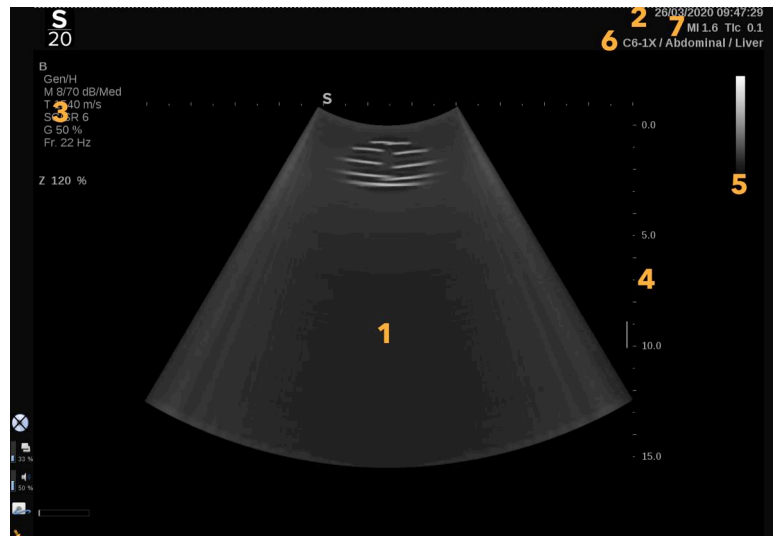 S
20
26/03/2020 09:47:29
2
MI 1.6 TIc 0.1
7
C6-1X / Abdominal / Liver
6
B
Gen/H
M 8/70 dB/Med
m/s
3
G 50 %
Fr. 22 Hz
Z 120 %
S
0.0
5.0
10.0
15.0
5
4
1
33 %
50 %